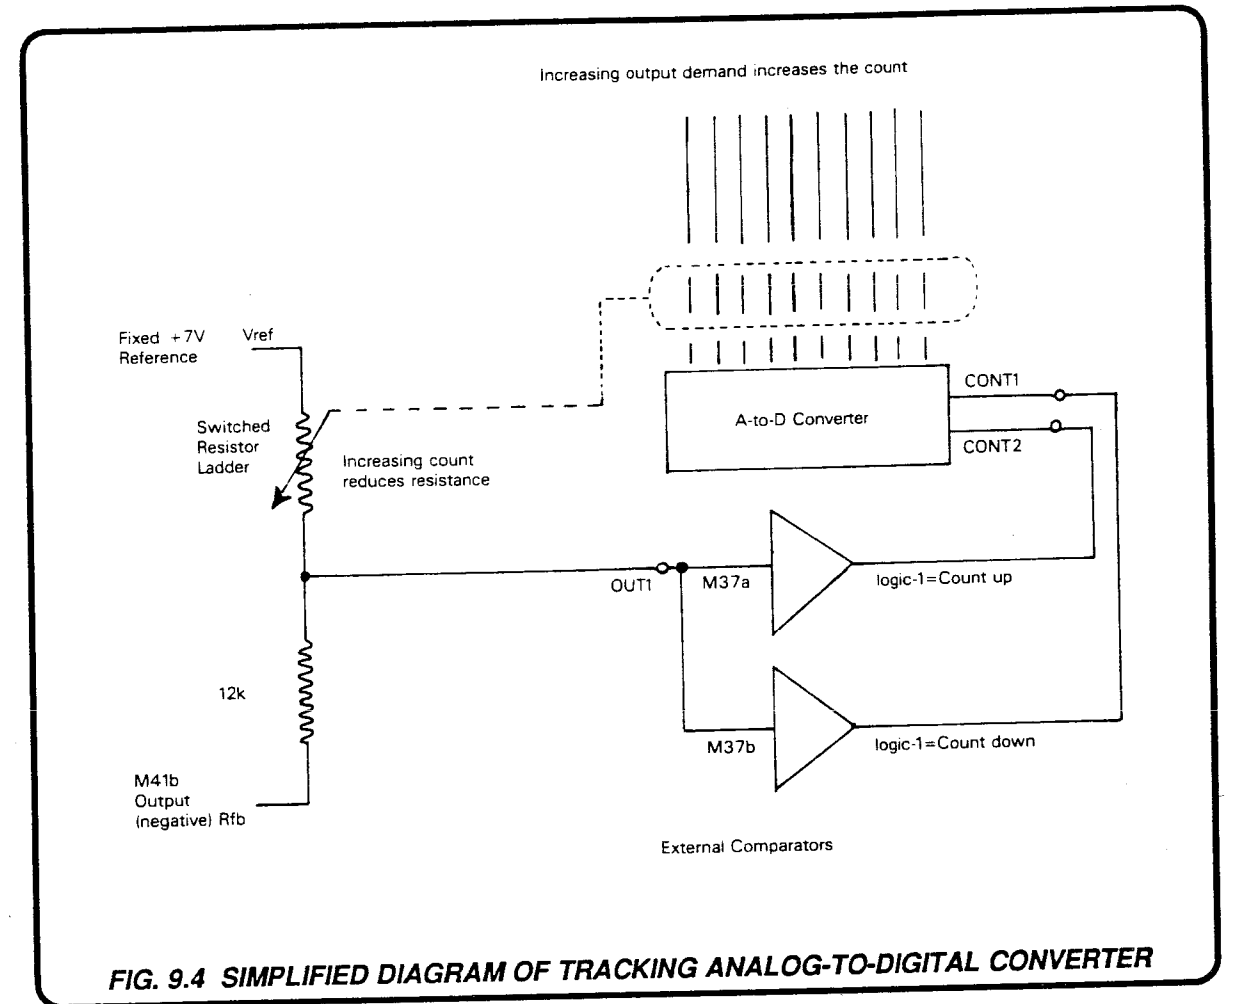 Increasing output demand increases the count
Fixed +7V Vref
Reference
Switched
Resistor
Ladder
Increasing count
reduces resistance
A-to-D Converter
CONT1
CONT2
OUT1
M37a
logic-1=Count up
12k
M37b
logic-1=Count down
M41b
Output
(negative) Rfb
External Comparators
FIG. 9.4 SIMPLIFIED DIAGRAM OF TRACKING ANALOG-TO-DIGITAL CONVERTER